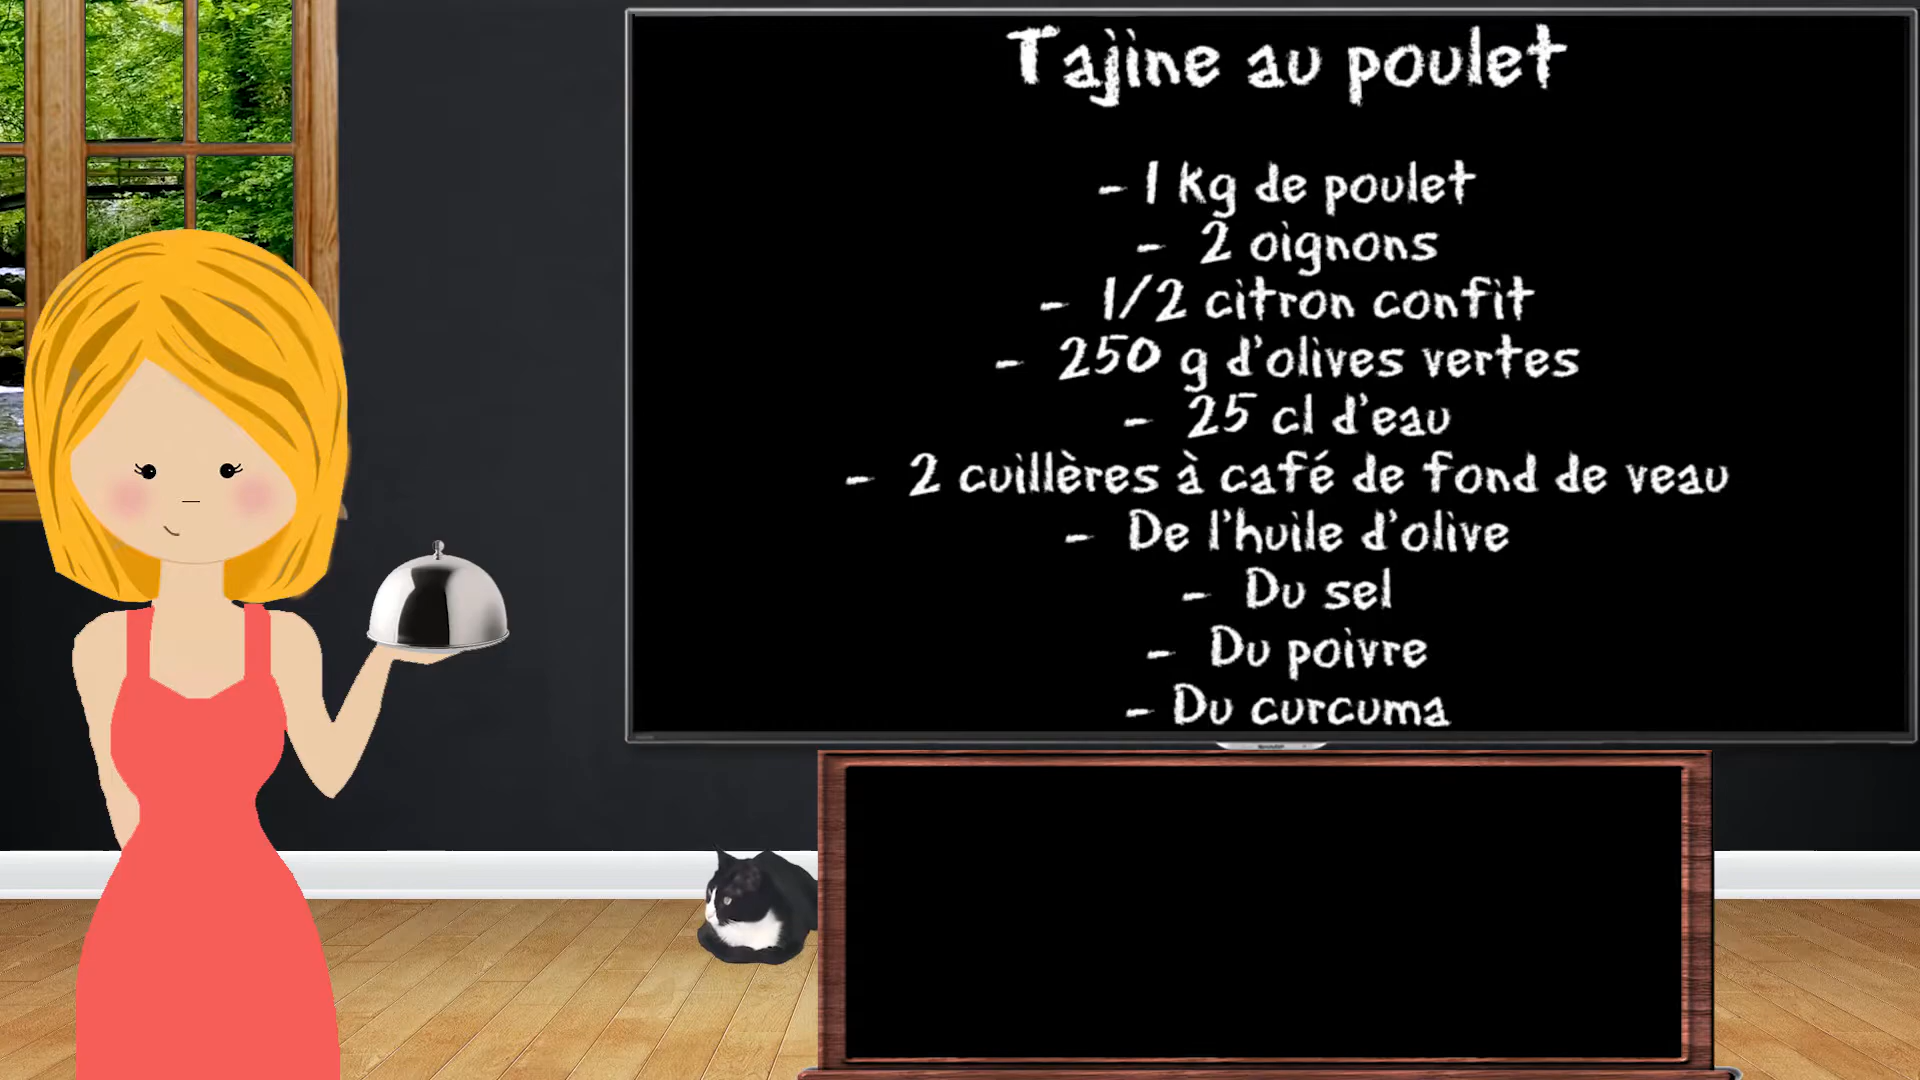 Tajine au poulet
- 1 kg de poulet
- 2 oignons
- 1/2 citron confit
- 250 g d'olives vertes
- 25 cl d'eau
- 2 cuillères à café de fond de veau
- De l'huile d'olive
- Du sel
- Du poivre
- Du curcuma